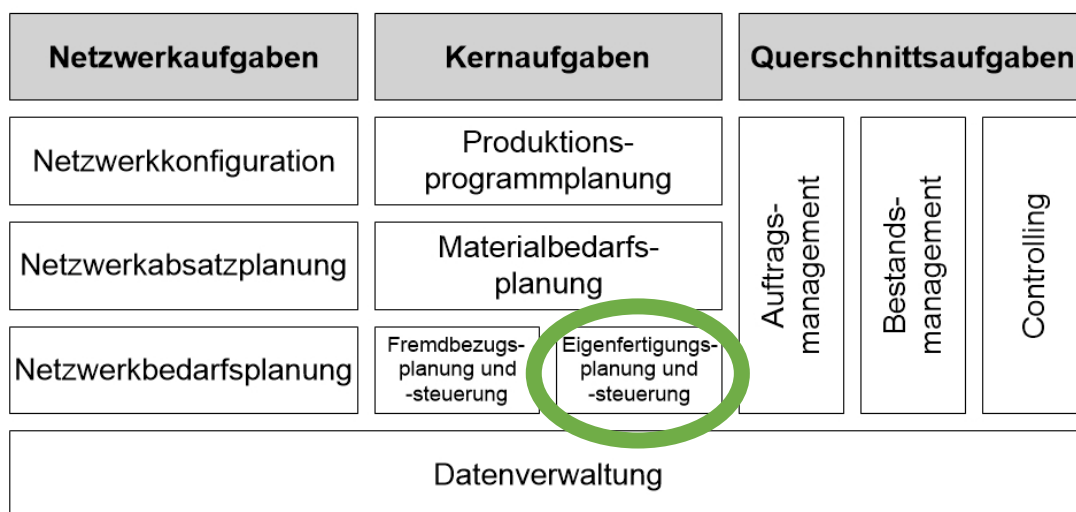 Netzwerkaufgaben
Kernaufgaben
Querschnittsaufgaben
Netzwerkkonfiguration
Produktions-
programmplanung
Netzwerkabsatzplanung
Materialbedarfs-
planung
Netzwerkbedarfsplanung
Fremdbezugs-
planung und
-steuerung
Eigenfertigungs-
planung und
-steuerung
Auftrags-
management
Bestands-
management
Controlling
Datenverwaltung